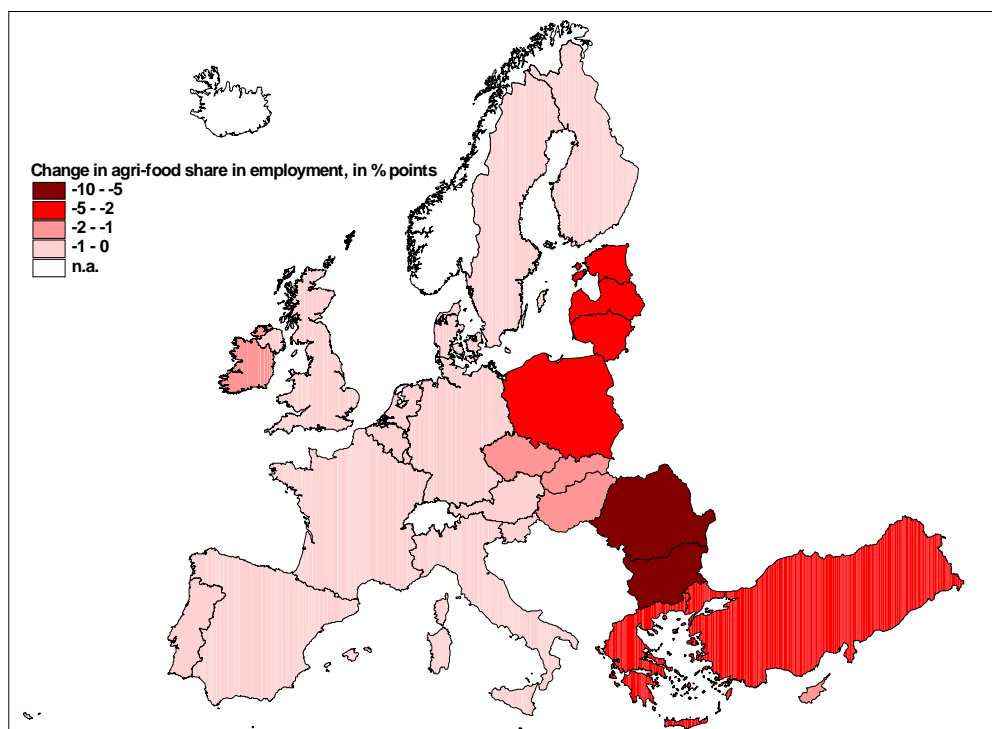 Change in agri-food share in employment, in % points
-10 - -5
-5 - -2
-2 - -1
-1 - 0
n.a.